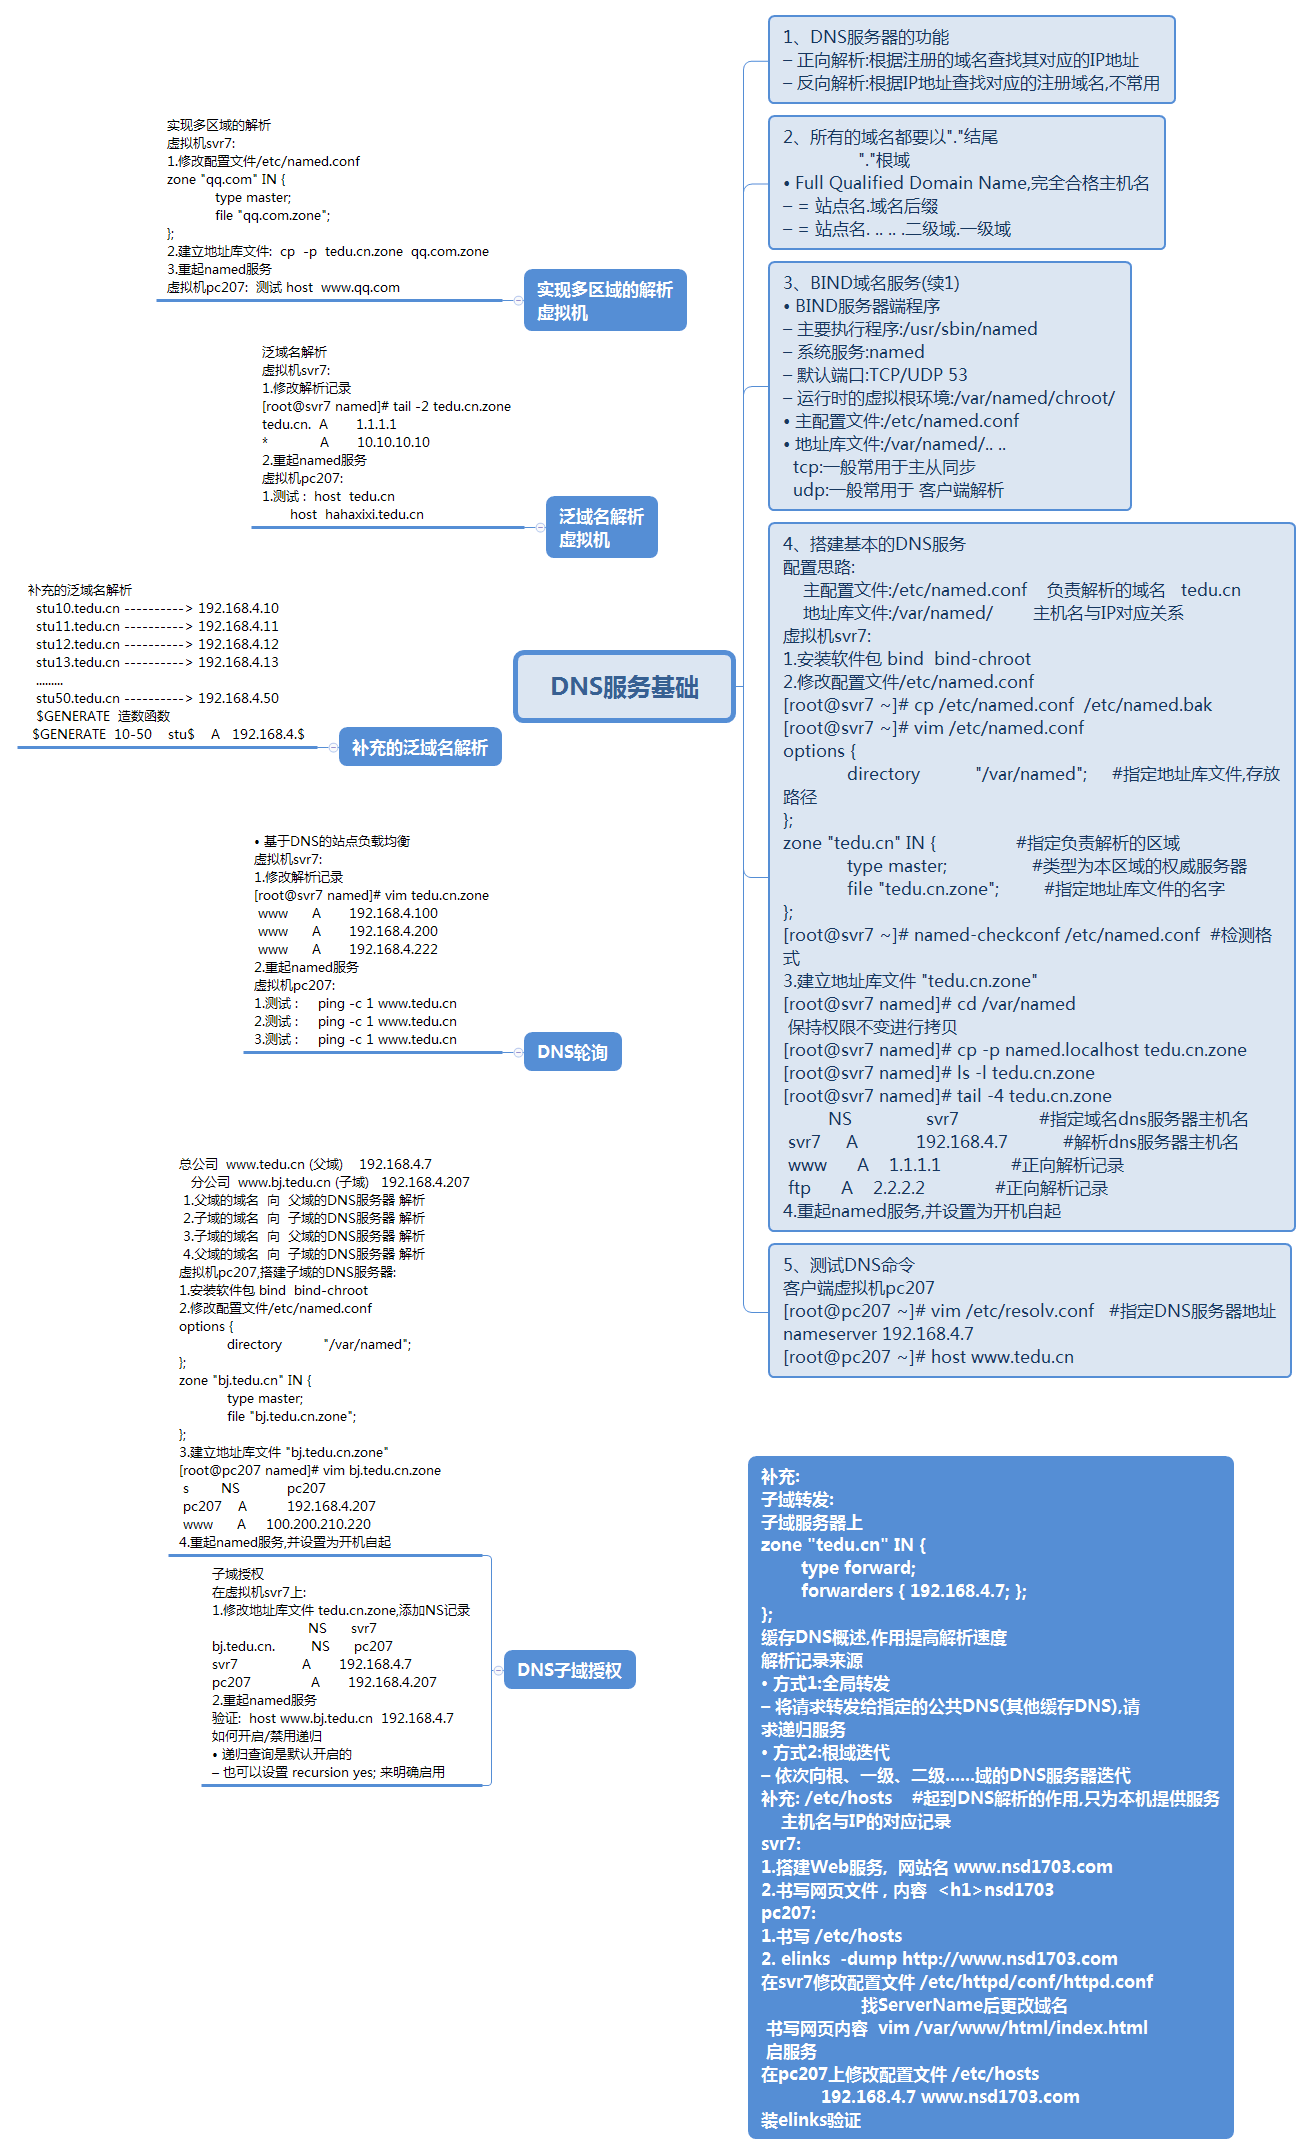 DNS服务基础
1、DNS服务器的功能
– 正向解析:根据注册的域名查找其对应的IP地址
– 反向解析:根据IP地址查找对应的注册域名,不常用
2、所有的域名都要以"."结尾
"."根域
• Full Qualified Domain Name,完全合格主机名
– = 站点名.域名后缀
– = 站点名. .. .. .二级域.一级域
3、BIND域名服务(续1)
• BIND服务器端程序
– 主要执行程序:/usr/sbin/named
– 系统服务:named
– 默认端口:TCP/UDP 53
– 运行时的虚拟根环境:/var/named/chroot/
• 主配置文件:/etc/named.conf
• 地址库文件:/var/named/.. ..
tcp:一般常用于主从同步
udp:一般常用于 客户端解析
4、搭建基本的DNS服务
配置思路:
主配置文件:/etc/named.conf    负责解析的域名   tedu.cn
地址库文件:/var/named/        主机名与IP对应关系
虚拟机svr7:
1.安装软件包 bind  bind-chroot
2.修改配置文件/etc/named.conf
[root@svr7 ~]# cp /etc/named.conf  /etc/named.bak
[root@svr7 ~]# vim /etc/named.conf
options {
directory           "/var/named";     #指定地址库文件,存放
路径
};
zone "tedu.cn" IN {                #指定负责解析的区域
type master;                 #类型为本区域的权威服务器
file "tedu.cn.zone";         #指定地址库文件的名字
};
[root@svr7 ~]# named-checkconf /etc/named.conf  #检测格
式
3.建立地址库文件 "tedu.cn.zone"
[root@svr7 named]# cd /var/named
保持权限不变进行拷贝
[root@svr7 named]# cp -p named.localhost tedu.cn.zone
[root@svr7 named]# ls -l tedu.cn.zone
[root@svr7 named]# tail -4 tedu.cn.zone
NS               svr7                #指定域名dns服务器主机名
svr7     A            192.168.4.7           #解析dns服务器主机名
www      A    1.1.1.1              #正向解析记录
ftp      A    2.2.2.2              #正向解析记录
4.重起named服务,并设置为开机自起
5、测试DNS命令
客户端虚拟机pc207
[root@pc207 ~]# vim /etc/resolv.conf   #指定DNS服务器地址
nameserver 192.168.4.7
[root@pc207 ~]# host www.tedu.cn
实现多区域的解析
虚拟机svr7:
1.修改配置文件/etc/named.conf
zone "qq.com" IN {
type master;
file "qq.com.zone";
};
2.建立地址库文件:  cp  -p  tedu.cn.zone  qq.com.zone
3.重起named服务
虚拟机pc207:  测试 host  www.qq.com
实现多区域的解析
虚拟机
泛域名解析
虚拟机svr7:
1.修改解析记录
[root@svr7 named]# tail -2 tedu.cn.zone
tedu.cn.  A       1.1.1.1
*             A       10.10.10.10
2.重起named服务
虚拟机pc207:
1.测试 :  host  tedu.cn
host  hahaxixi.tedu.cn
泛域名解析
虚拟机
补充的泛域名解析
stu10.tedu.cn ----------> 192.168.4.10
stu11.tedu.cn ----------> 192.168.4.11
stu12.tedu.cn ----------> 192.168.4.12
stu13.tedu.cn ----------> 192.168.4.13
.........
stu50.tedu.cn ----------> 192.168.4.50
$GENERATE  造数函数
$GENERATE  10-50    stu$    A   192.168.4.$
补充的泛域名解析
• 基于DNS的站点负载均衡
虚拟机svr7:
1.修改解析记录
[root@svr7 named]# vim tedu.cn.zone
www      A       192.168.4.100
www      A       192.168.4.200
www      A       192.168.4.222
2.重起named服务
虚拟机pc207:
1.测试 :     ping -c 1 www.tedu.cn
2.测试 :     ping -c 1 www.tedu.cn
3.测试 :     ping -c 1 www.tedu.cn
DNS轮询
总公司  www.tedu.cn (父域)    192.168.4.7
分公司  www.bj.tedu.cn (子域)   192.168.4.207
1.父域的域名  向  父域的DNS服务器 解析
2.子域的域名  向  子域的DNS服务器 解析
3.子域的域名  向  父域的DNS服务器 解析
4.父域的域名  向  子域的DNS服务器 解析
虚拟机pc207,搭建子域的DNS服务器:
1.安装软件包 bind  bind-chroot
2.修改配置文件/etc/named.conf
options {
directory           "/var/named";
};
zone "bj.tedu.cn" IN {
type master;
file "bj.tedu.cn.zone";
};
3.建立地址库文件 "bj.tedu.cn.zone"
[root@pc207 named]# vim bj.tedu.cn.zone
s        NS            pc207
pc207    A          192.168.4.207
www      A     100.200.210.220
4.重起named服务,并设置为开机自起
子域授权
在虚拟机svr7上:
1.修改地址库文件 tedu.cn.zone,添加NS记录
NS      svr7
bj.tedu.cn.         NS      pc207
svr7                A       192.168.4.7
pc207               A       192.168.4.207
2.重起named服务
验证:  host www.bj.tedu.cn  192.168.4.7
如何开启/禁用递归
• 递归查询是默认开启的
– 也可以设置 recursion yes; 来明确启用
DNS子域授权
补充:
子域转发:
子域服务器上
zone "tedu.cn" IN {
type forward;
forwarders { 192.168.4.7; };
};
缓存DNS概述,作用提高解析速度
解析记录来源
• 方式1:全局转发
– 将请求转发给指定的公共DNS(其他缓存DNS),请
求递归服务
• 方式2:根域迭代
– 依次向根、一级、二级......域的DNS服务器迭代
补充: /etc/hosts    #起到DNS解析的作用,只为本机提供服务
主机名与IP的对应记录
svr7:
1.搭建Web服务,  网站名 www.nsd1703.com
2.书写网页文件 , 内容  <h1>nsd1703
pc207:
1.书写 /etc/hosts
2. elinks  -dump http://www.nsd1703.com
在svr7修改配置文件 /etc/httpd/conf/httpd.conf
找ServerName后更改域名
书写网页内容  vim /var/www/html/index.html
启服务
在pc207上修改配置文件 /etc/hosts
192.168.4.7 www.nsd1703.com
装elinks验证